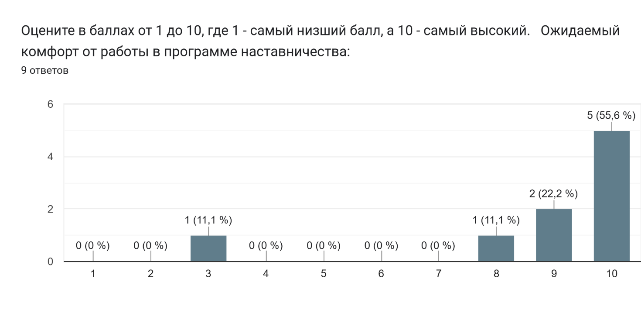 Оцените в баллах от 1 до 10, где 1 - самый низший балл, а 10 - самый высокий. Ожидаемый
комфорт от работы в программе наставничества:
9 ответов
6
4
2
0
0 (0 %)
0 (0 %)
1 (11,1 %)
0 (0 %)
0 (0 %)
0 (0 %)
0 (0 %)
1 (11,1 %)
2 (22,2 %)
5 (55,6 %)
1 2 3 4 5 6 7 8 9 10